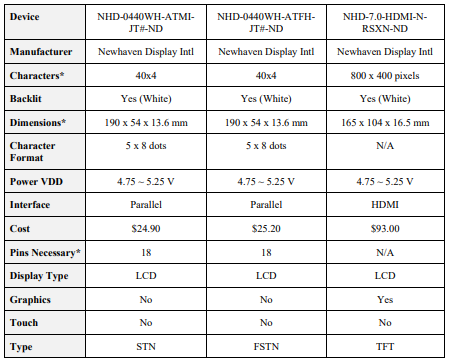 Device NHD-0440WH-ATMI- NHD-0440WH-ATFH- NHD-7.0-HDMI-N-
JT#-ND JT#-ND RSXN-ND
Manufacturer Newhaven Display Intl Newhaven Display Intl Newhaven Display Intl
Characters* 40x4 40x4 800 x 400 pixels
Backlit Yes (White) Yes (White) Yes (White)
Dimensions* 190 x 54 x 13.6 mm 190 x 54 x 13.6 mm 165 x 104 x 16.5 mm
Character 5 x 8 dots 5 x 8 dots N/A
Format
Power VDD 4.75 ~ 5.25 V 4.75 ~ 5.25 V 4.75 ~ 5.25 V
Interface Parallel Parallel HDMI
Cost $24.90 $25.20 $93.00
Pins Necessary* 18 18 N/A
Display Type LCD LCD LCD
Graphics No No Yes
Touch No No No
Type STN FSTN TFT